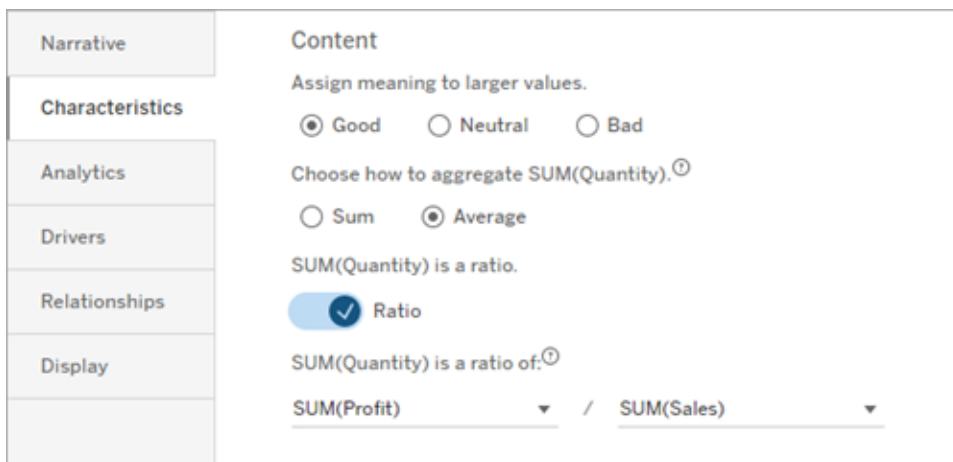 Narrative
Characteristics
Analytics
Drivers
Relationships
Display
Content
Assign meaning to larger values.
Good Neutral Bad
Choose how to aggregate SUM(Quantity).
Sum Average
SUM(Quantity) is a ratio.
Ratio
SUM(Quantity) is a ratio of:
SUM(Profit) / SUM(Sales)